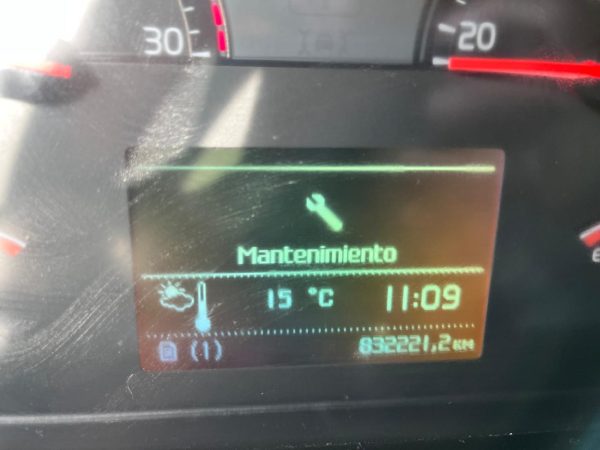 30
20
Mantenimiento
15 °C 11:09
(1) 832221,2 KM